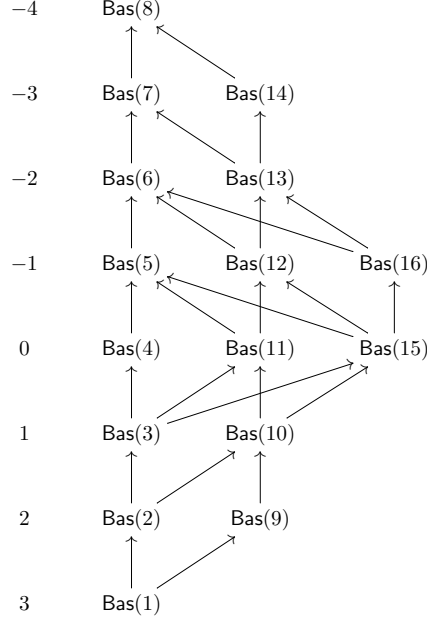 −4 Bas(8)
−3 Bas(7) Bas(14)
−2 Bas(6) Bas(13)
−1 Bas(5) Bas(12) Bas(16)
0 Bas(4) Bas(11) Bas(15)
1 Bas(3) Bas(10)
2 Bas(2) Bas(9)
3 Bas(1)